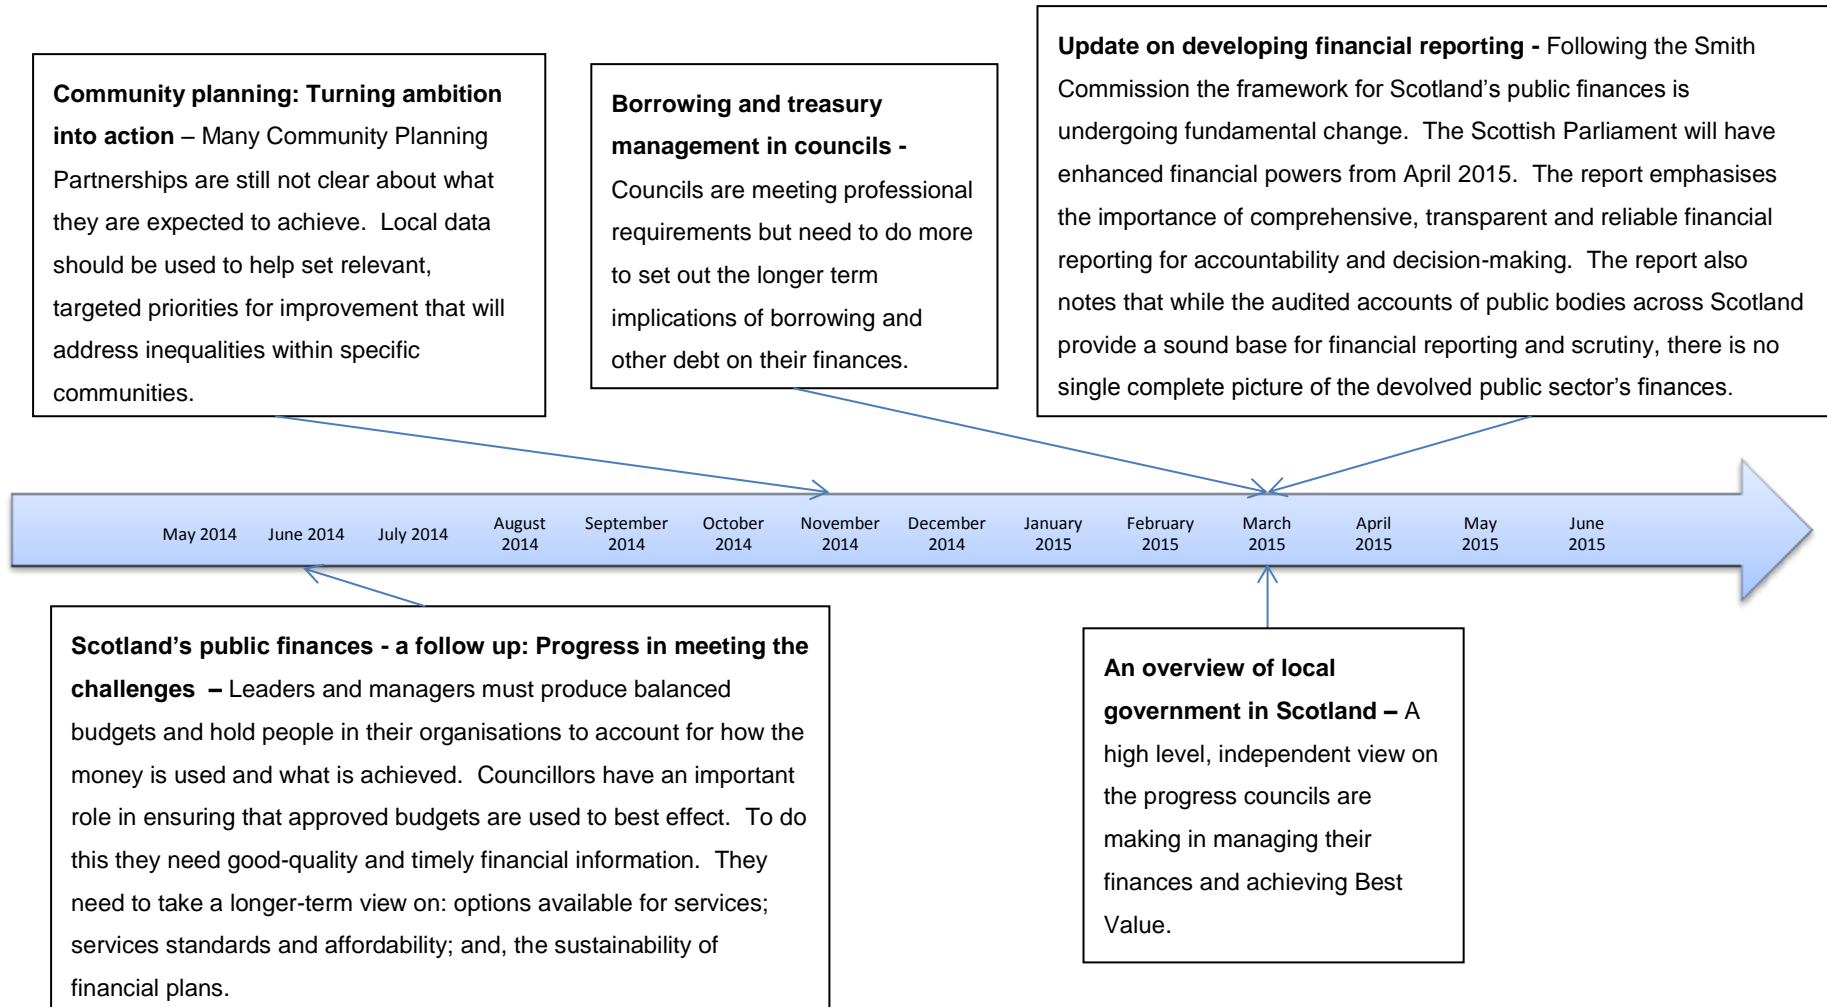 Community planning: Turning ambition
into action – Many Community Planning
Partnerships are still not clear about what
they are expected to achieve.  Local data
should be used to help set relevant,
targeted priorities for improvement that will
address inequalities within specific
communities.
Borrowing and treasury
management in councils -
Councils are meeting professional
requirements but need to do more
to set out the longer term
implications of borrowing and
other debt on their finances.
Update on developing financial reporting - Following the Smith
Commission the framework for Scotland’s public finances is
undergoing fundamental change.  The Scottish Parliament will have
enhanced financial powers from April 2015.  The report emphasises
the importance of comprehensive, transparent and reliable financial
reporting for accountability and decision-making.  The report also
notes that while the audited accounts of public bodies across Scotland
provide a sound base for financial reporting and scrutiny, there is no
single complete picture of the devolved public sector’s finances.
May 2014
June 2014
July 2014
August
2014
September
2014
October
2014
November
2014
December
2014
January
2015
February
2015
March
2015
April
2015
May
2015
June
2015
Scotland’s public finances - a follow up: Progress in meeting the
challenges  – Leaders and managers must produce balanced
budgets and hold people in their organisations to account for how the
money is used and what is achieved.  Councillors have an important
role in ensuring that approved budgets are used to best effect.  To do
this they need good-quality and timely financial information.  They
need to take a longer-term view on: options available for services;
services standards and affordability; and, the sustainability of
financial plans.
An overview of local
government in Scotland – A
high level, independent view on
the progress councils are
making in managing their
finances and achieving Best
Value.